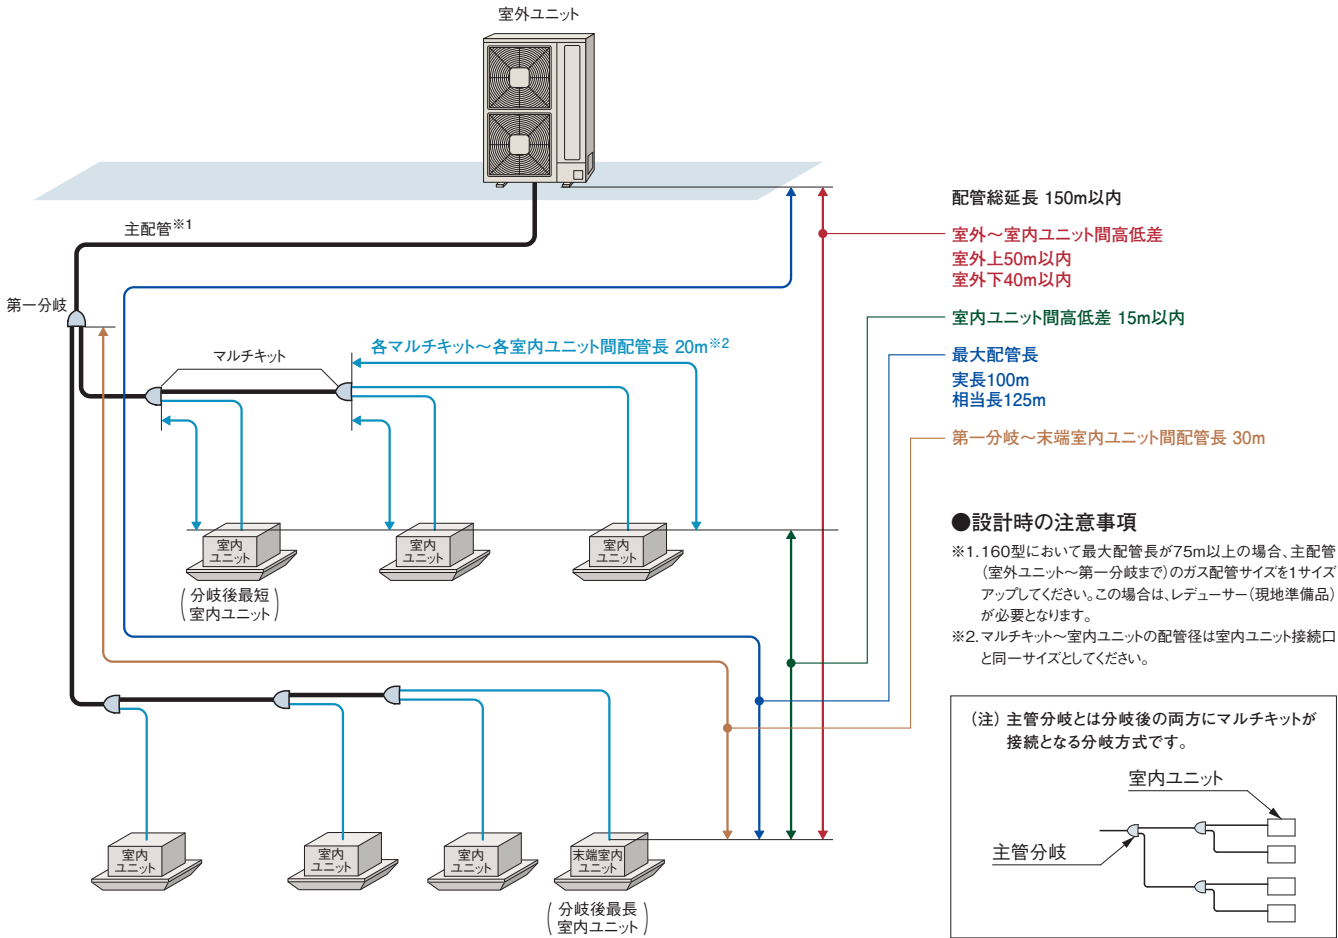 室外ユニット
主配管※1
第一分岐
マルチキット
各マルチキット～各室内ユニット間配管長 20m※2
室内
ユニット
(分岐後最短
室内ユニット)
室内
ユニット
室内
ユニット
室内
ユニット
室内
ユニット
室内
ユニット
末端室内
ユニット
(分岐後最長
室内ユニット)
配管総延長 150m以内
室外～室内ユニット間高低差
室外上50m以内
室外下40m以内
室内ユニット間高低差 15m以内
最大配管長
実長100m
相当長125m
第一分岐～末端室内ユニット間配管長 30m
●設計時の注意事項
※1.160型において最大配管長が75m以上の場合、主配管
（室外ユニット～第一分岐まで）のガス配管サイズを1サイズ
アップしてください。この場合は、レデューサー（現地準備品）
が必要となります。
※2.マルチキット～室内ユニットの配管径は室内ユニット接続口
と同一サイズとしてください。
（注）主管分岐とは分岐後の両方にマルチキットが
接続となる分岐方式です。
室内ユニット
主管分岐